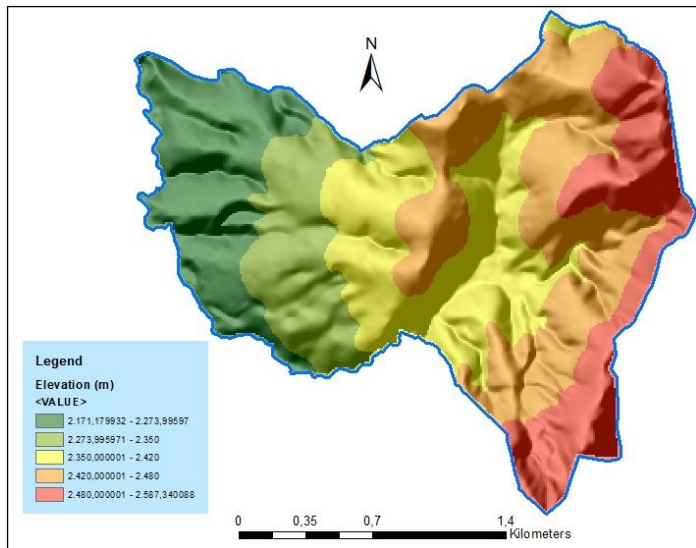 N
Legend
Elevation (m)
<VALUE>
2.171,179932 - 2.273,99597
2.273,995971 - 2.350
2.350,000001 - 2.420
2.420,000001 - 2.480
2.480,000001 - 2.587,340088
0 0,35 0,7 1,4
Kilometers